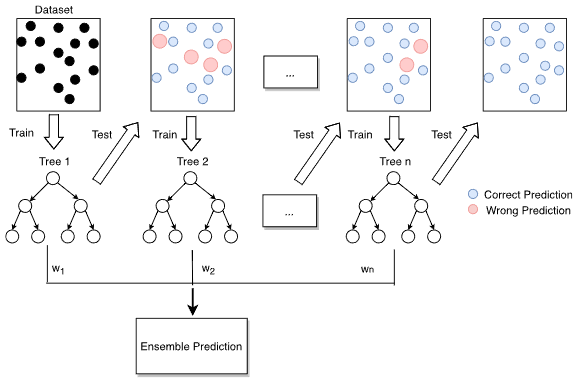 Dataset
...
Train
Test
Train
Test
Train
Test
Tree 1
Tree 2
Tree n
...
Correct Prediction
Wrong Prediction
w1
w2
wn
Ensemble Prediction